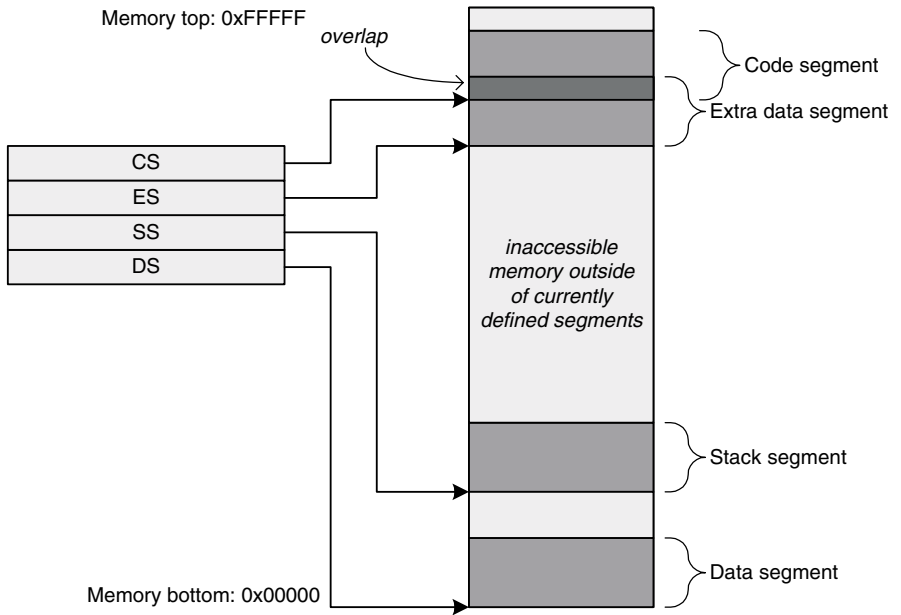 Memory top: 0xFFFFF
overlap
Code segment
Extra data segment
CS
ES
SS
DS
inaccessible
memory outside
of currently
defined segments
Stack segment
Data segment
Memory bottom: 0x00000